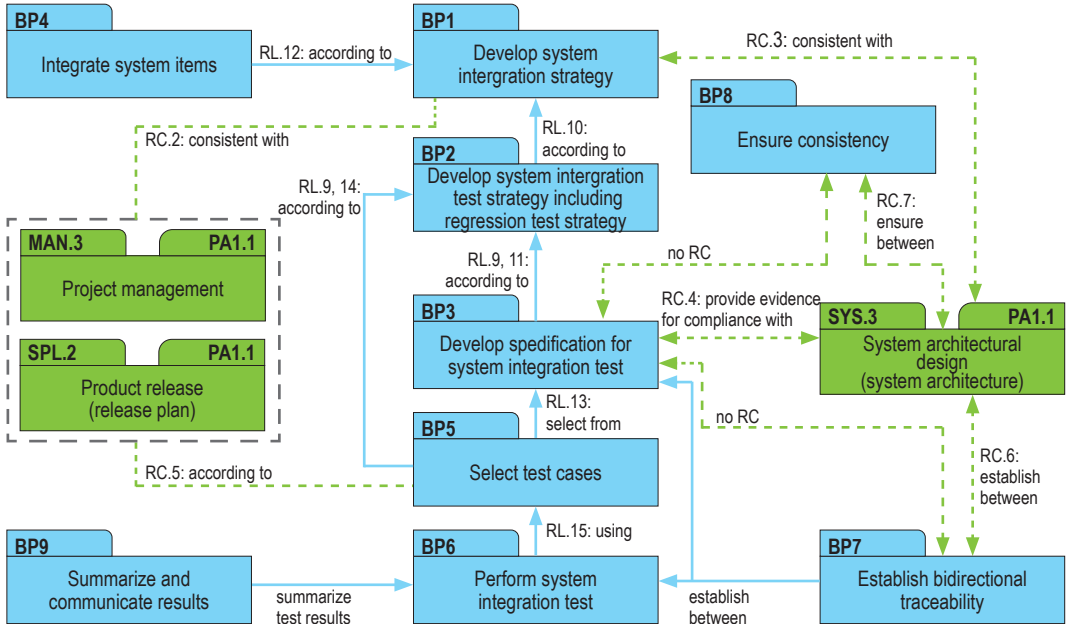 BP4
Integrate system items
RL.12: according to
BP1
Develop system
intergration strategy
RC.3: consistent with
BP8
Ensure consistency
RC.2: consistent with
RL.10:
according to
BP2
Develop system intergration
test strategy including
regression test strategy
RL.9, 14:
according to
RC.7:
ensure
between
MAN.3
PA1.1
Project management
RL.9, 11:
according to
no RC
BP3
Develop spedification for
system integration test
RC.4: provide evidence
for compliance with
SYS.3
PA1.1
System architectural
design
(system architecture)
SPL.2
PA1.1
Product release
(release plan)
RL.13:
select from
no RC
BP5
Select test cases
RC.5: according to
RC.6:
establish
between
RL.15: using
BP9
Summarize and
communicate results
summarize
test results
BP6
Perform system
integration test
establish
between
BP7
Establish bidirectional
traceability